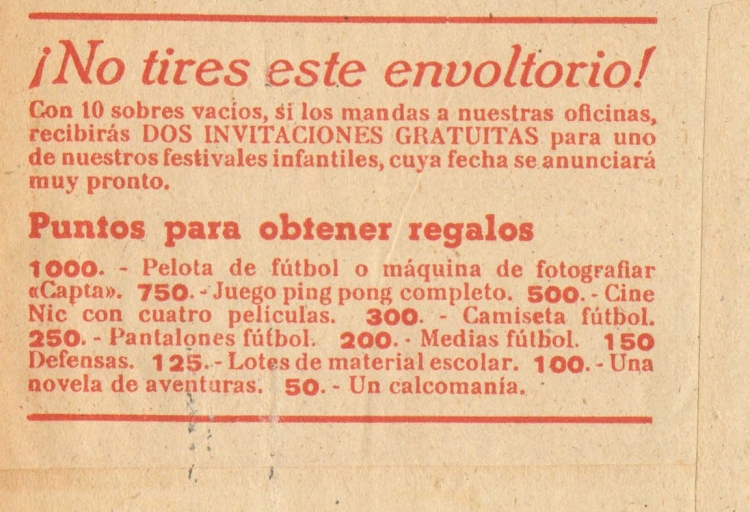 ¡No tires este envoltorio!
Con 10 sobres vacíos, si los mandas a nuestras oficinas,
recibirás DOS INVITACIONES GRATUITAS para uno
de nuestros festivales infantiles, cuya fecha se anunciará
muy pronto.
Puntos para obtener regalos
1000. - Pelota de fútbol o máquina de fotografiar
«Capta». 750. - Juego ping pong completo. 500. - Cine
Nic con cuatro películas. 300. - Camiseta fútbol.
250. - Pantalones fútbol. 200. - Medias fútbol. 150
Defensas. 125. - Lotes de material escolar. 100. - Una
novela de aventuras. 50. - Un calcomanía.